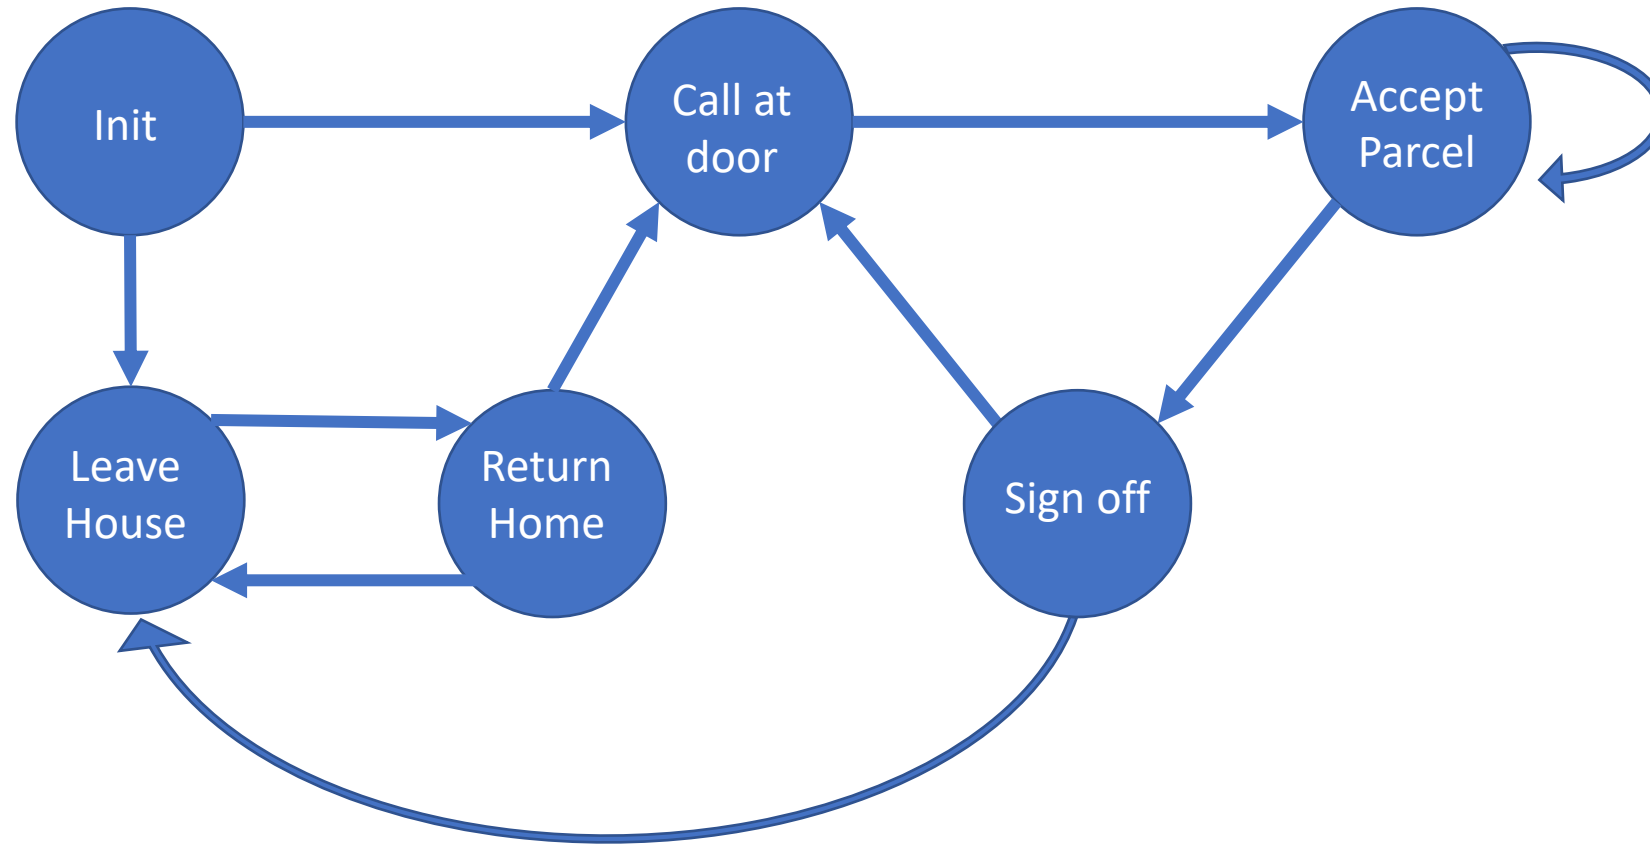 Init
Call at
door
Accept
Parcel
Leave
House
Return
Home
Sign off